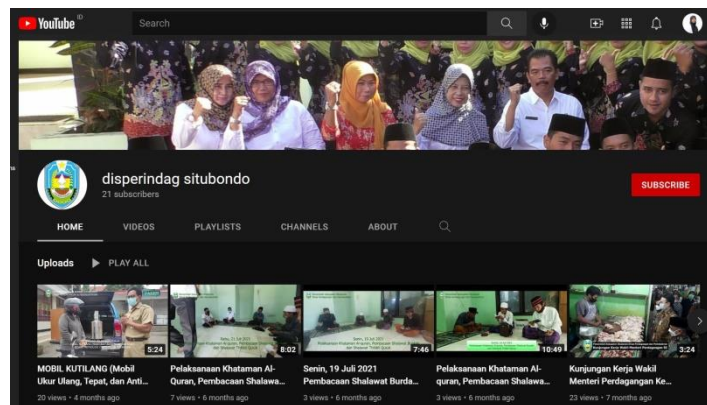 YouTube ID
Search
disperindag situbondo
21 subscribers
SUBSCRIBE
HOME VIDEOS PLAYLISTS CHANNELS ABOUT
Uploads PLAY ALL
5:24 8:02 7:46 10:49 3:24
MOBIL KUTILANG (Mobil Ukur Ulang, Tepat, dan Anti...
20 views • 4 months ago
Pelaksanaan Khataman Al-Quran, Pembacaan Shalawa...
7 views • 6 months ago
Senin, 19 Juli 2021 Pembacaan Shalawat Burda...
3 views • 6 months ago
Pelaksanaan Khataman Al-quran, Pembacaan Shalawa...
3 views • 6 months ago
Kunjungan Kerja Wakil Menteri Perdagangan Ke...
23 views • 7 months ago